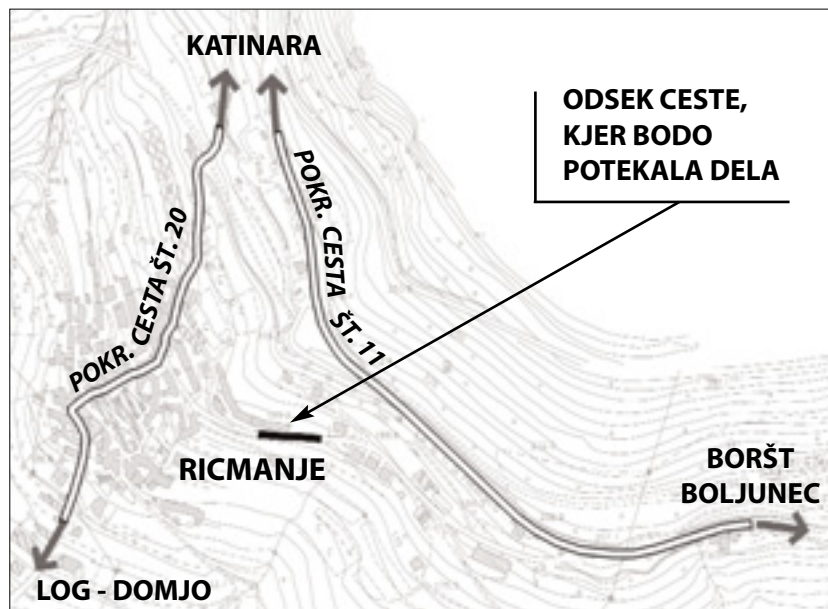 KATINARA
ODSEK CESTE,
KJER BODO
POTEKALA DELA
POKR. CESTA ŠT. 20
POKR. CESTA ŠT. 11
RICMANJE
BORŠT
BOLJUNEC
LOG - DOMJO